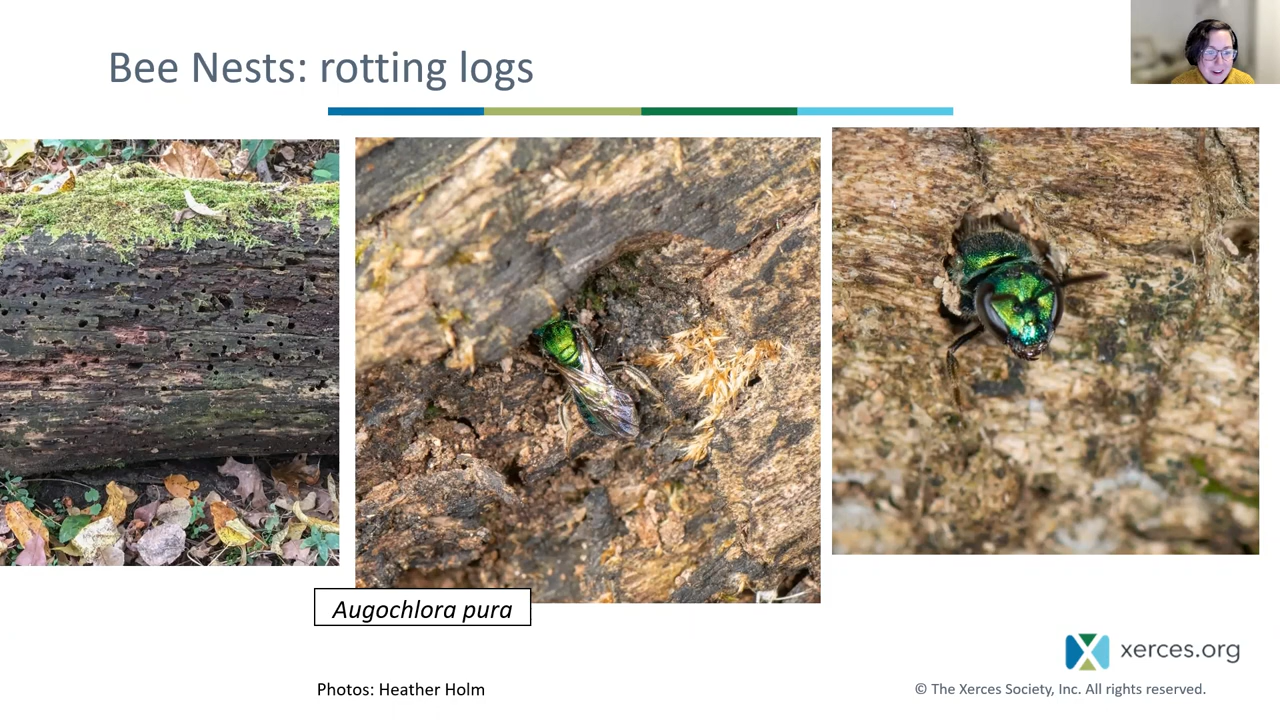 Bee Nests: rotting logs
Augochlora pura
xerces.org
Photos: Heather Holm
© The Xerces Society, Inc. All rights reserved.